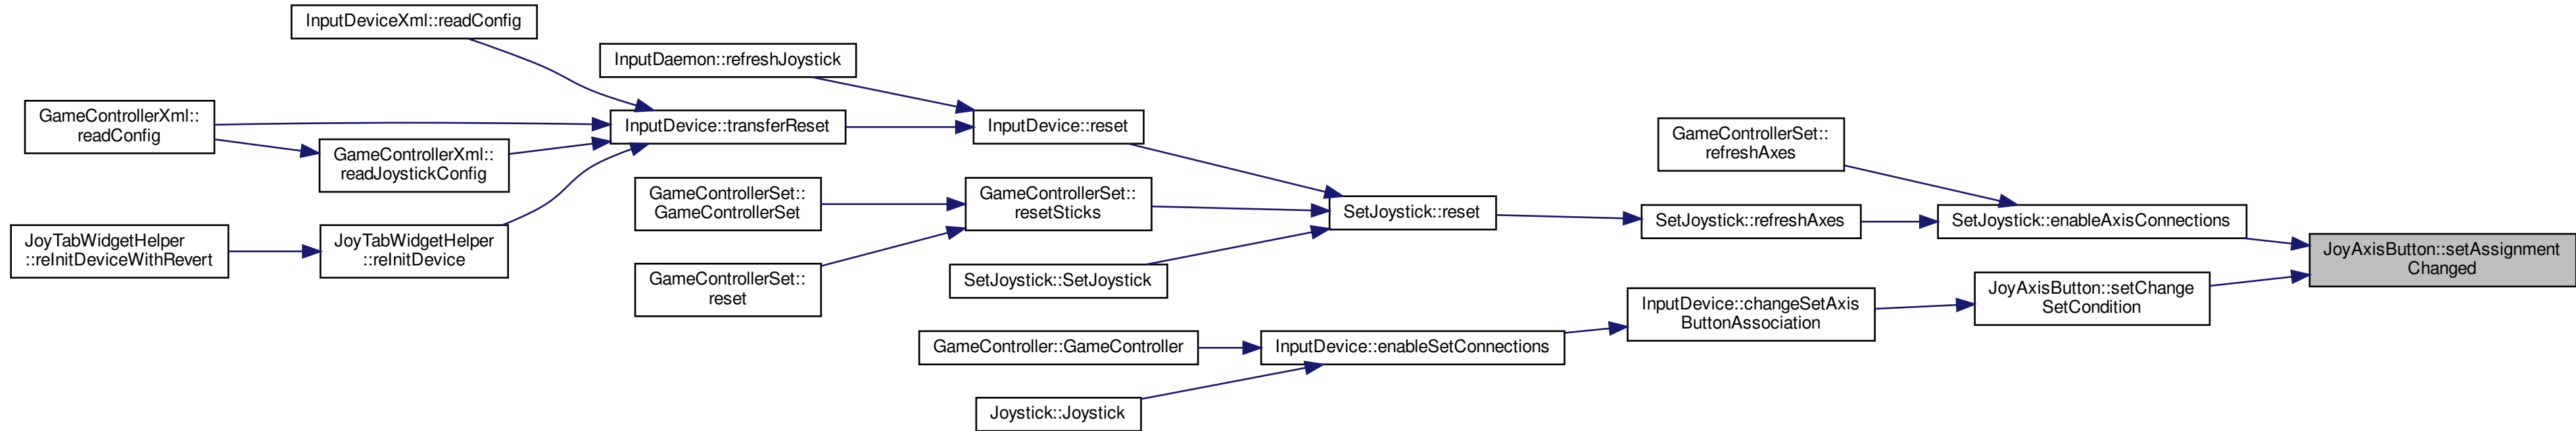 InputDeviceXml::readConfig
InputDaemon::refreshJoystick
GameControllerXml::
readConfig
InputDevice::transferReset
InputDevice::reset
GameControllerSet::
refreshAxes
GameControllerXml::
readJoystickConfig
GameControllerSet::
GameControllerSet
GameControllerSet::
resetSticks
SetJoystick::reset
SetJoystick::refreshAxes
SetJoystick::enableAxisConnections
JoyTabWidgetHelper
::reInitDeviceWithRevert
JoyTabWidgetHelper
::reInitDevice
JoyAxisButton::setAssignment
Changed
GameControllerSet::
reset
SetJoystick::SetJoystick
JoyAxisButton::setChange
SetCondition
InputDevice::changeSetAxis
ButtonAssociation
GameController::GameController
InputDevice::enableSetConnections
Joystick::Joystick